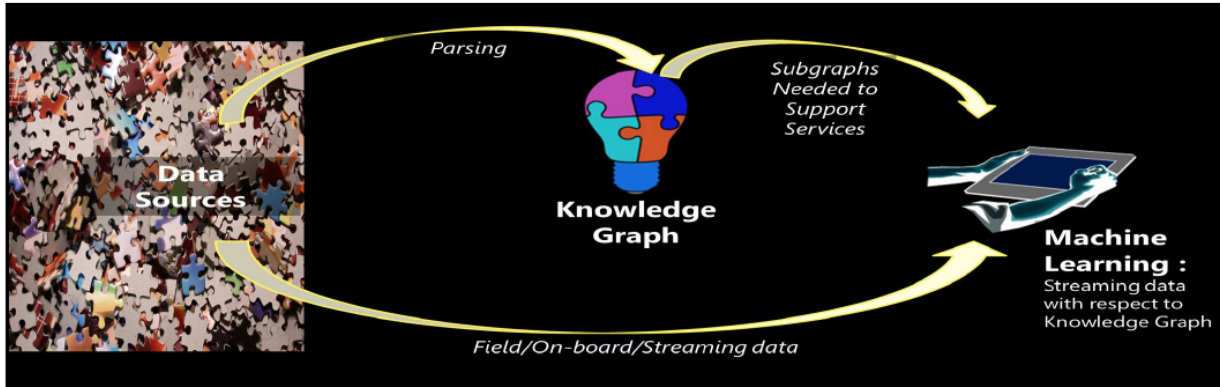 Parsing
Subgraphs
Needed to
Support
Services
Data
Sources
Knowledge
Graph
Machine
Learning :
Streaming data
with respect to
Knowledge Graph
Field/On-board/Streaming data